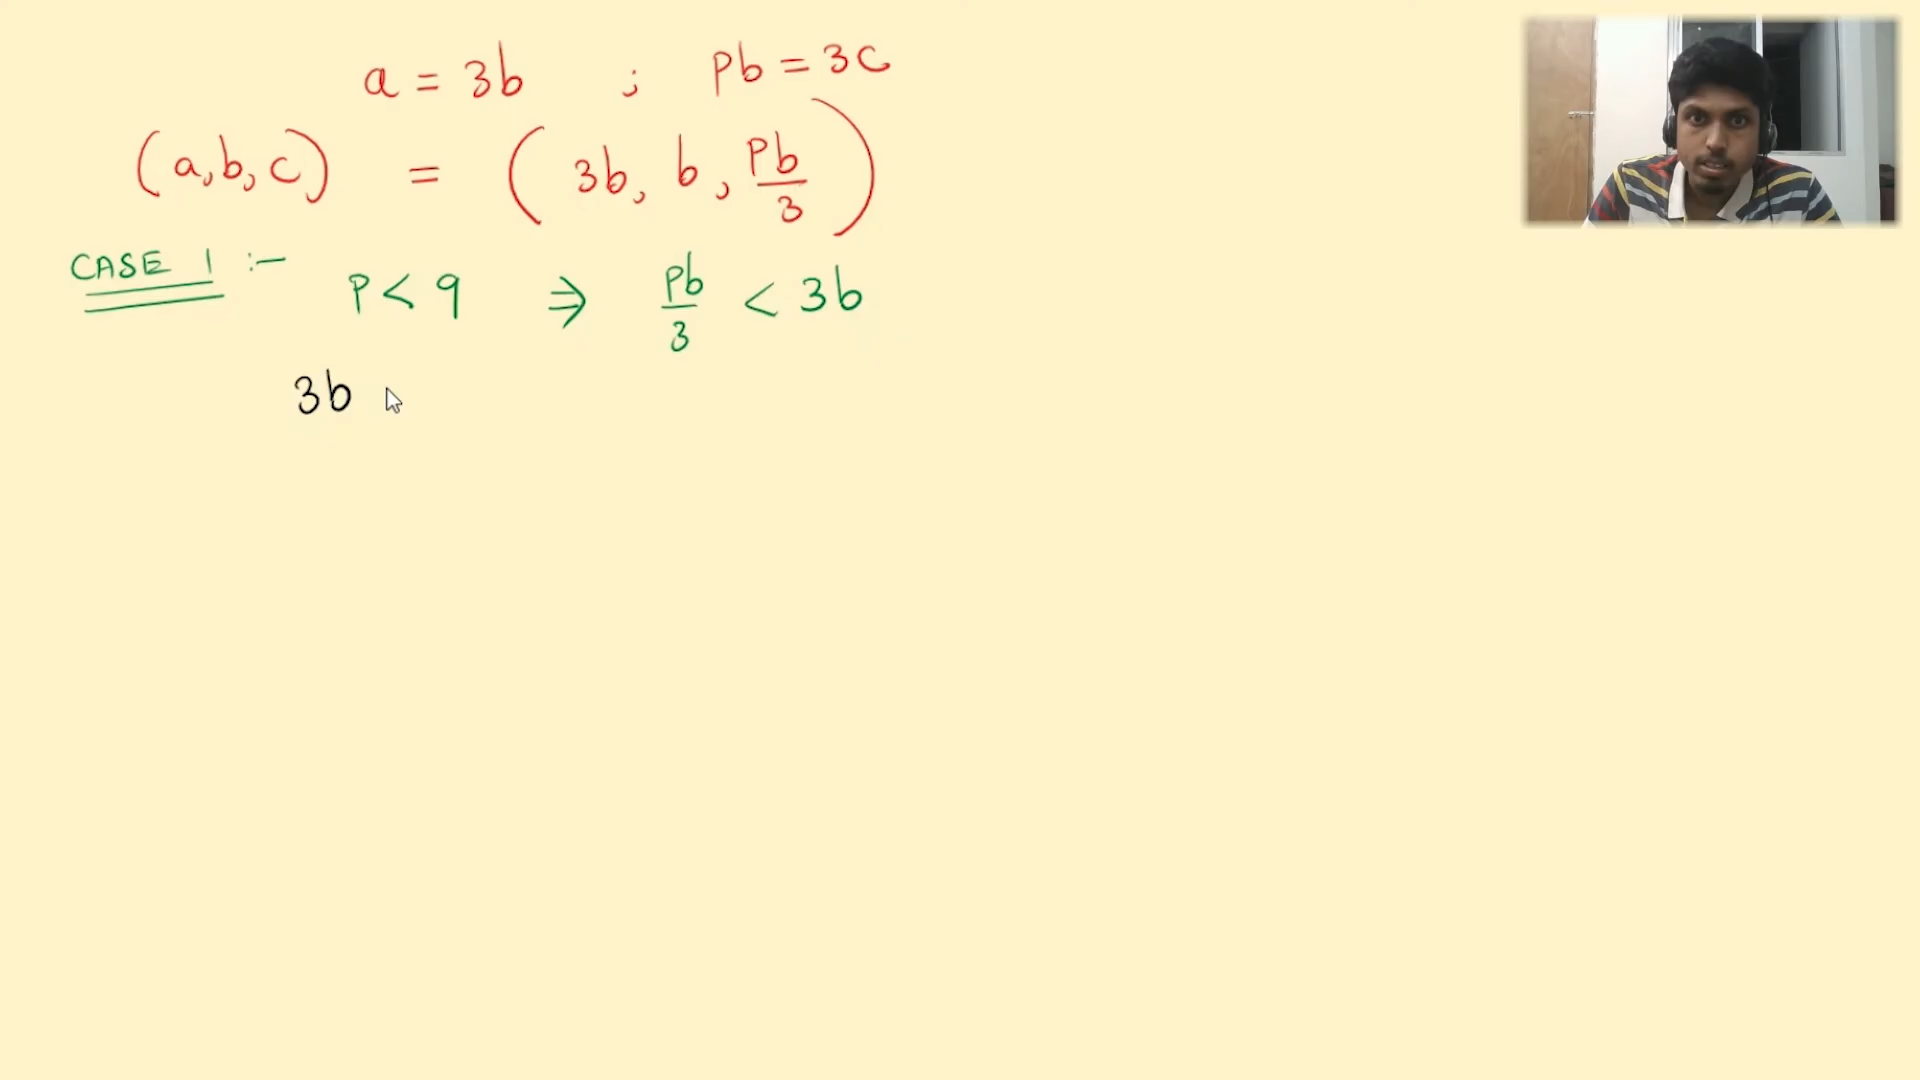 a = 3b ; pb = 3c
(a, b, c) = (3b, b, pb/3)
CASE 1 :-
p < 9 ⇒ pb/3 < 3b
3b